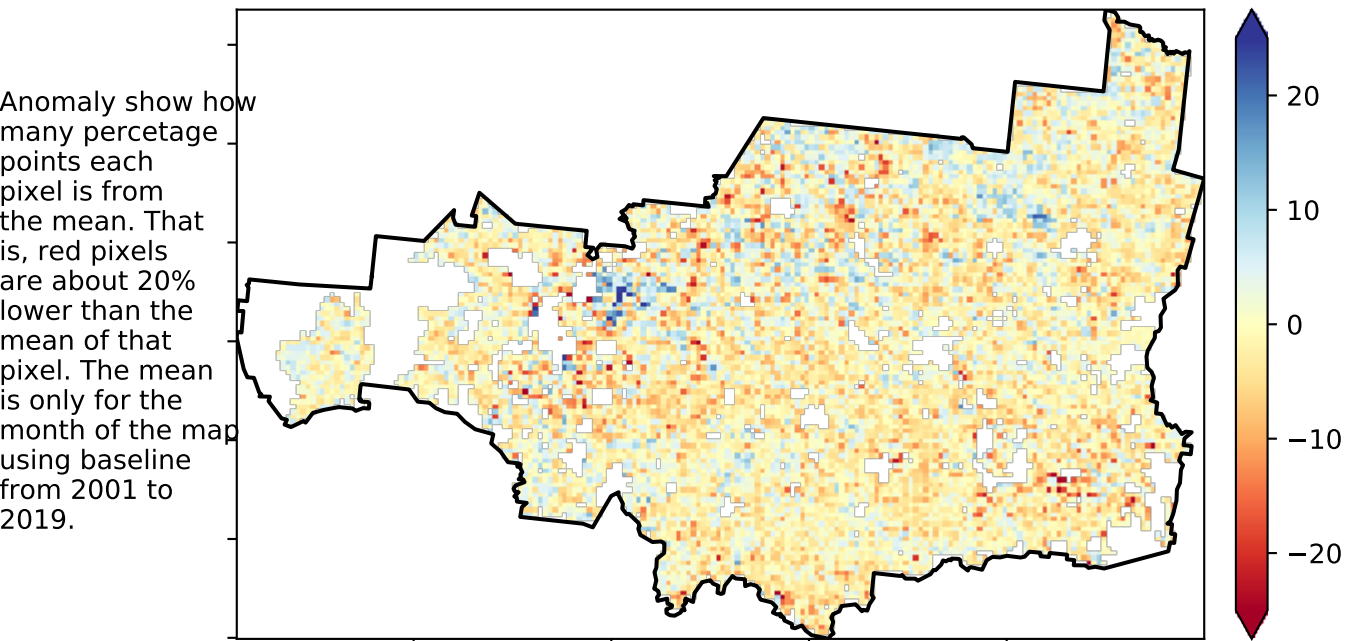 Anomaly show how
many percetage
points each
pixel is from
the mean. That
is, red pixels
are about 20%
lower than the
mean of that
pixel. The mean
is only for the
month of the map
using baseline
from 2001 to
2019.
20
10
0
−10
−20